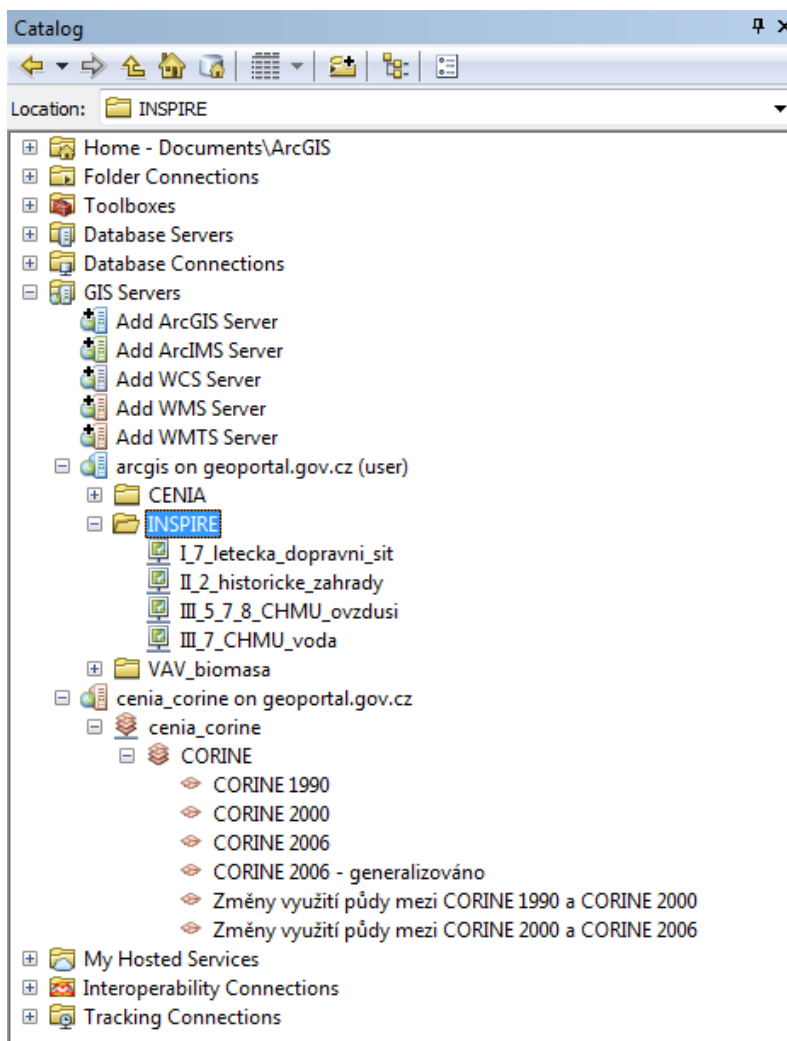 Catalog
Location: INSPIRE
Home - Documents\ArcGIS
Folder Connections
Toolboxes
Database Servers
Database Connections
GIS Servers
Add ArcGIS Server
Add ArcIMS Server
Add WCS Server
Add WMS Server
Add WMTS Server
arcgis on geoportal.gov.cz (user)
CENIA
INSPIRE
I_7_letecka_dopravni_sit
II_2_historicke_zahrady
III_5_7_8_CHMU_ovzdusi
III_7_CHMU_voda
VAV_biomasa
cenia_corine on geoportal.gov.cz
cenia_corine
CORINE
CORINE 1990
CORINE 2000
CORINE 2006
CORINE 2006 - generalizováno
Změny využití půdy mezi CORINE 1990 a CORINE 2000
Změny využití půdy mezi CORINE 2000 a CORINE 2006
My Hosted Services
Interoperability Connections
Tracking Connections